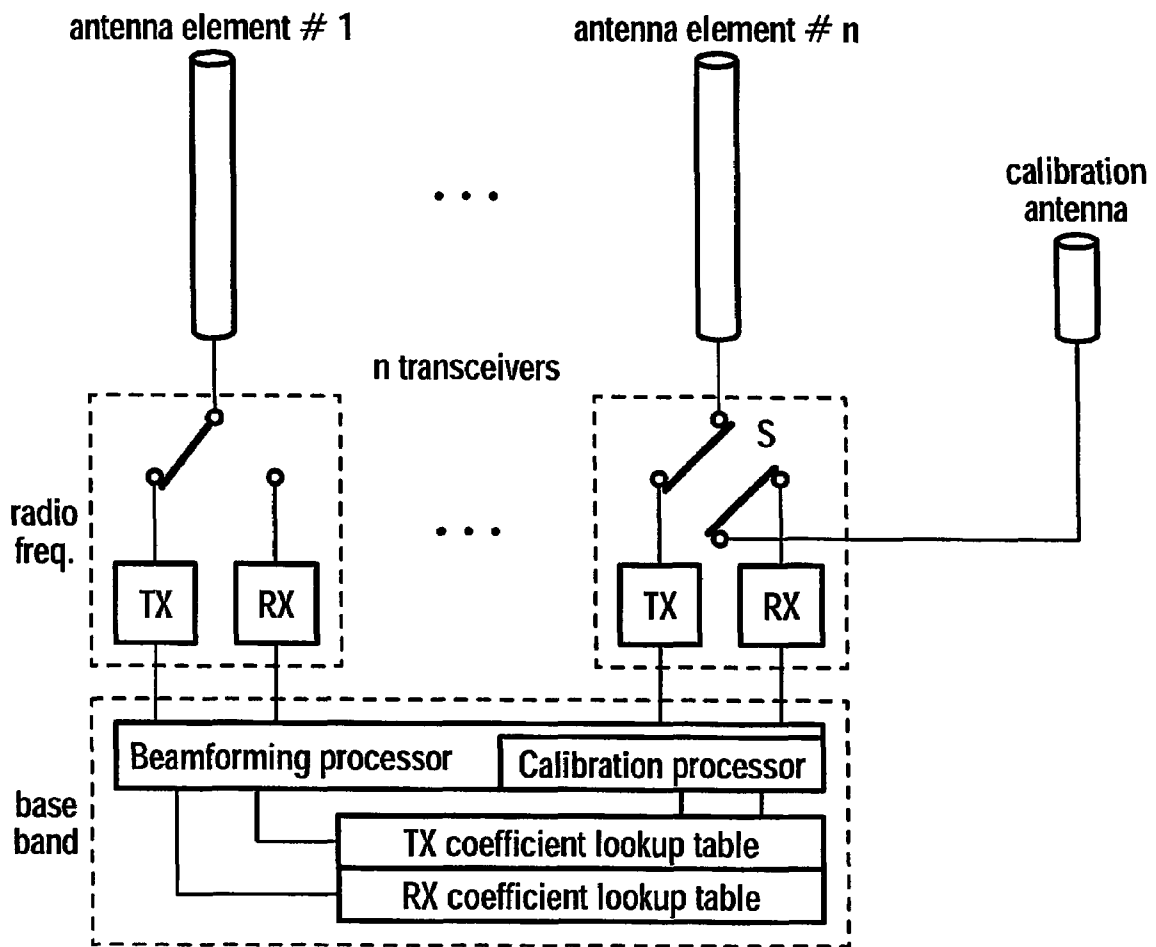 antenna element # 1
antenna element # n
calibration
antenna
n transceivers
S
radio
freq.
TX
RX
TX
RX
Beamforming processor
Calibration processor
base
band
TX coefficient lookup table
RX coefficient lookup table